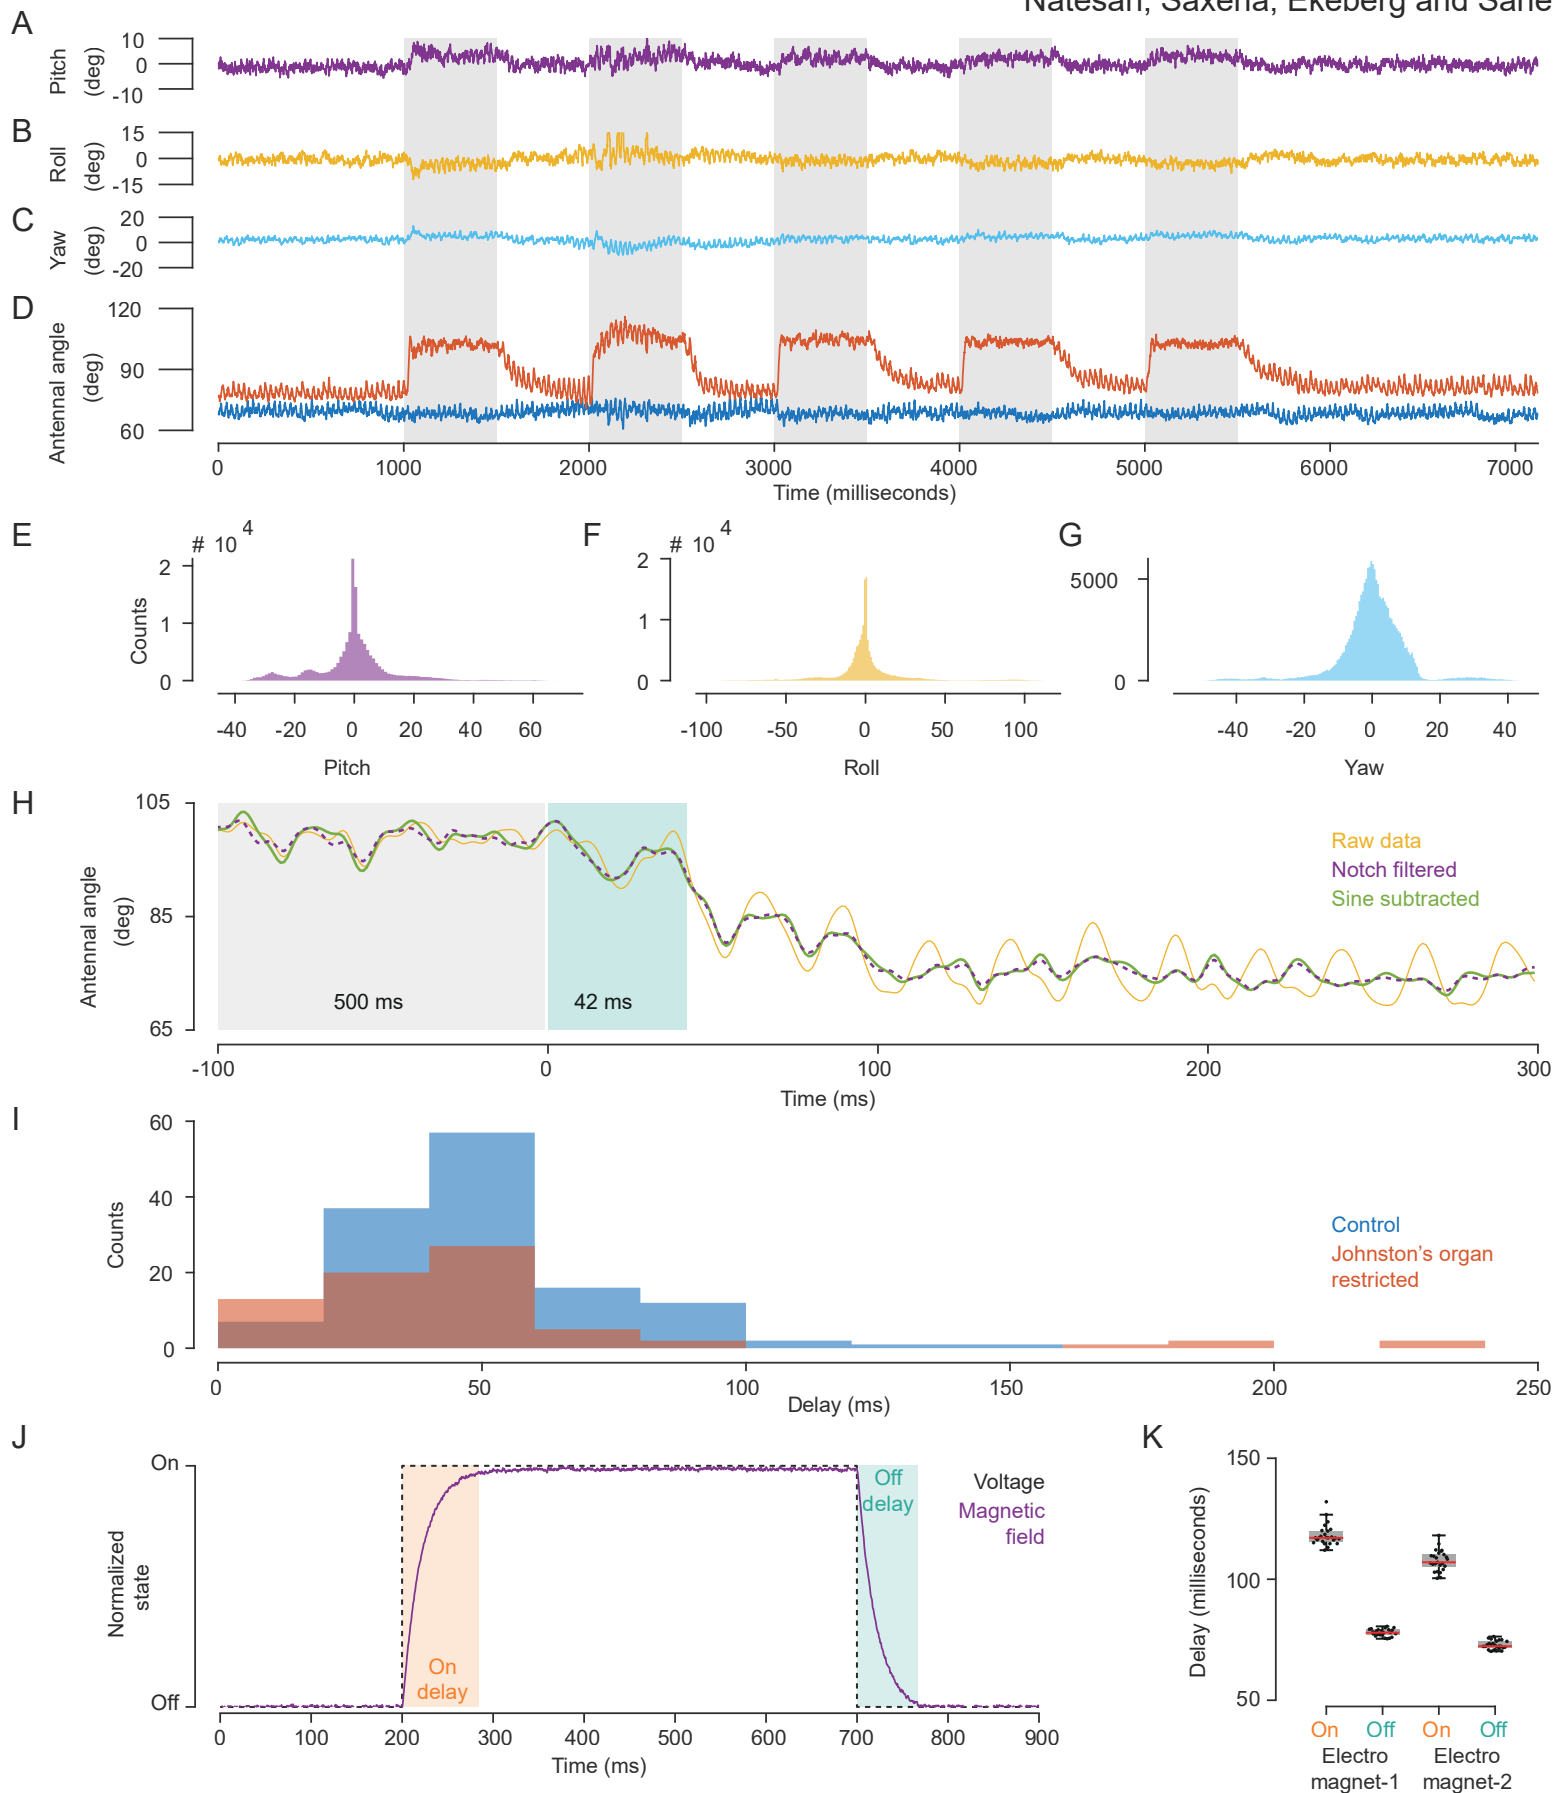 Natesan, Saxena, Ekeberg and Sane
A
Pitch
(deg)
10
0
-10
B
Roll
(deg)
15
0
-15
C
Yaw
(deg)
20
0
-20
D
Antennal angle
(deg)
120
90
60
0 1000 2000 3000 4000 5000 6000 7000
Time (milliseconds)
E
# 10 4
Counts
2
1
0
-40 -20 0 20 40 60
Pitch
F
# 10 4
2
1
0
-100 -50 0 50 100
Roll
G
5000
0
-40 -20 0 20 40
Yaw
H
Antennal angle
(deg)
105
85
65
500 ms
42 ms
Raw data
Notch filtered
Sine subtracted
-100 0 100 200 300
Time (ms)
I
Counts
60
40
20
0
Control
Johnston's organ
restricted
0 50 100 150 200 250
Delay (ms)
J
Normalized
state
On
Off
On
delay
Off
delay
Voltage
Magnetic
field
0 100 200 300 400 500 600 700 800 900
Time (ms)
K
Delay (milliseconds)
150
100
50
On Off On Off
Electro
magnet-1
Electro
magnet-2